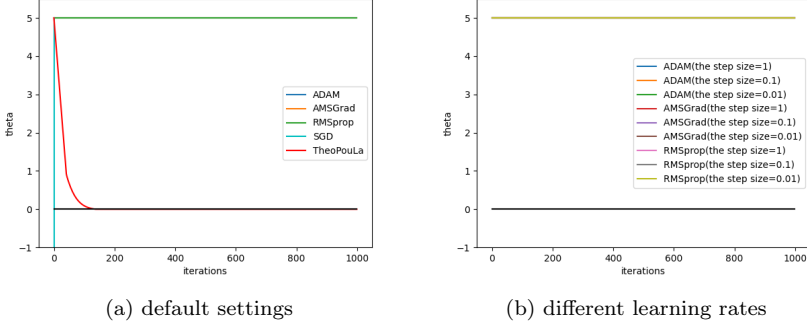 5
4
3
2
1
0
−1
theta
0
200
400
600
800
1000
iterations
ADAM
AMSGrad
RMSprop
SGD
TheoPouLa
(a) default settings
5
4
3
2
1
0
−1
theta
0
200
400
600
800
1000
iterations
ADAM(the step size=1)
ADAM(the step size=0.1)
ADAM(the step size=0.01)
AMSGrad(the step size=1)
AMSGrad(the step size=0.1)
AMSGrad(the step size=0.01)
RMSprop(the step size=1)
RMSprop(the step size=0.1)
RMSprop(the step size=0.01)
(b) different learning rates